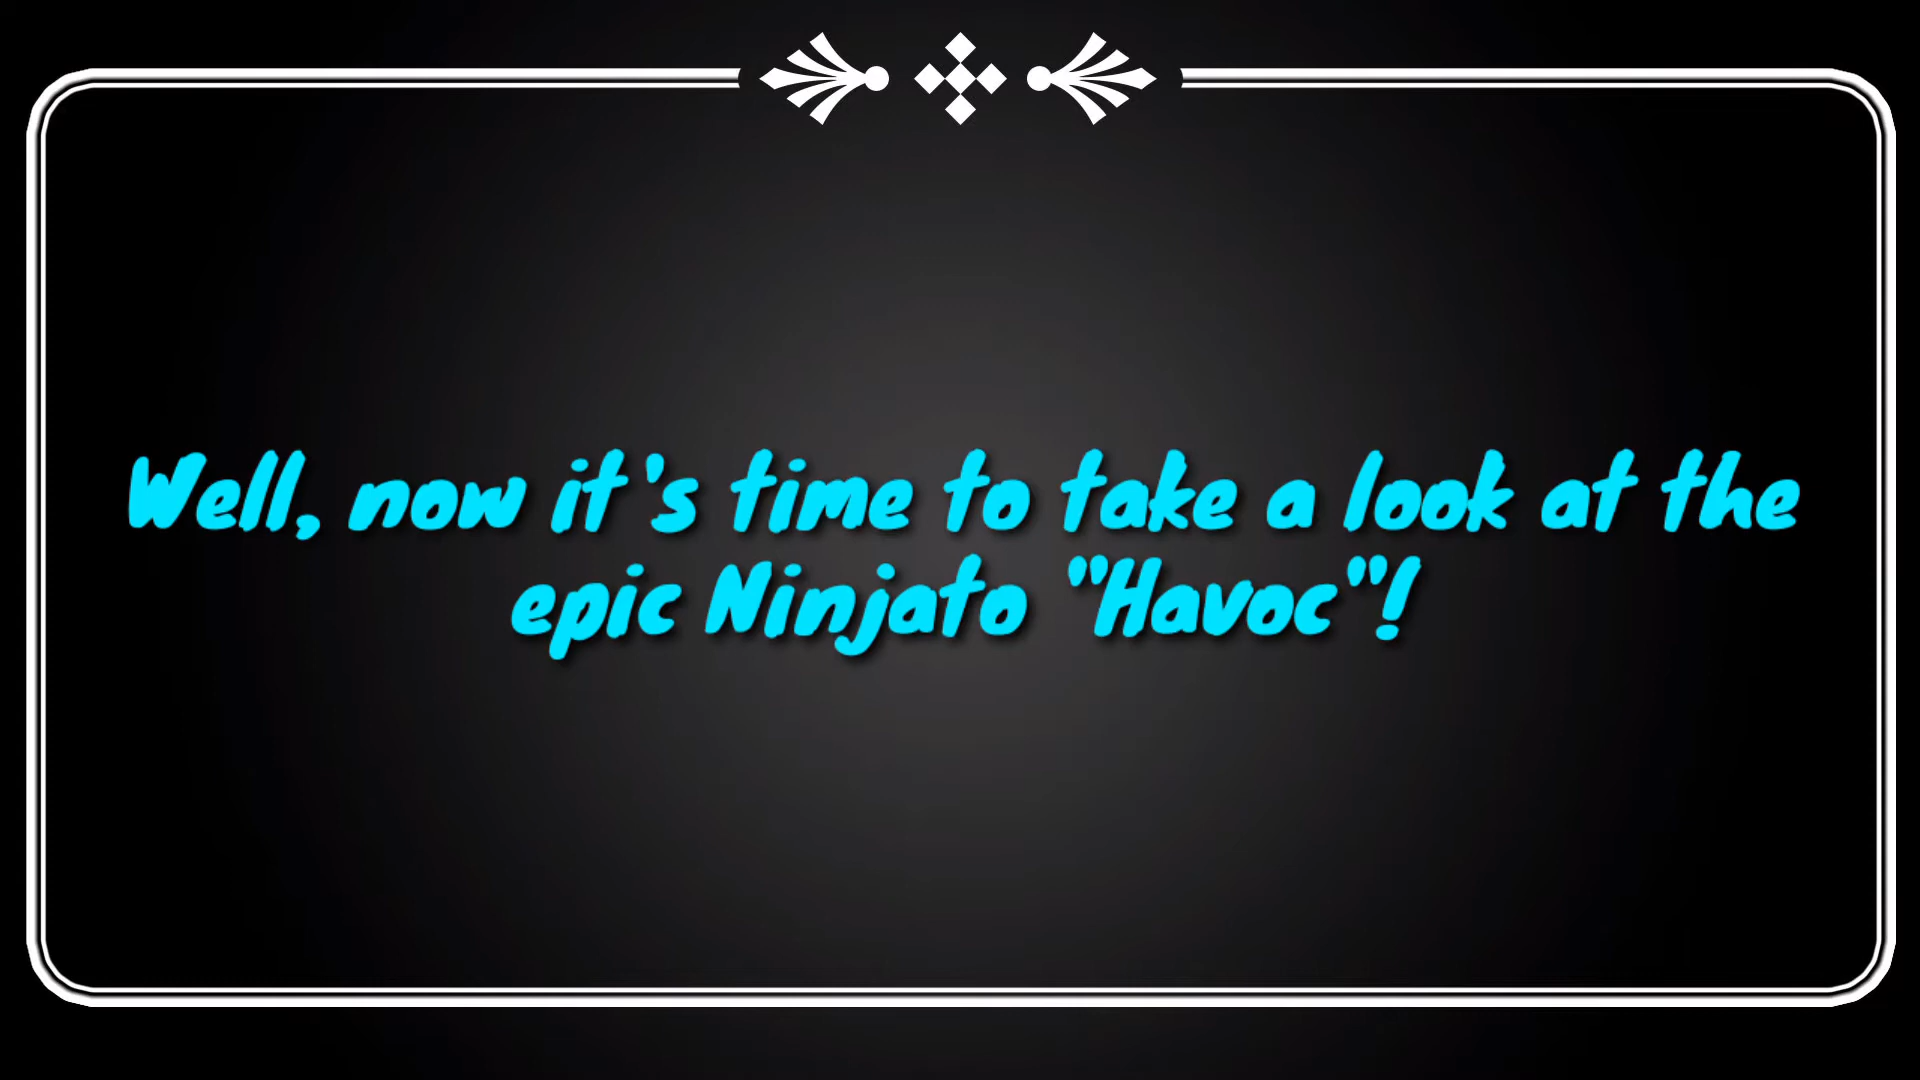 Well, now it's time to take a look at the
epic Ninjato "Havoc"!